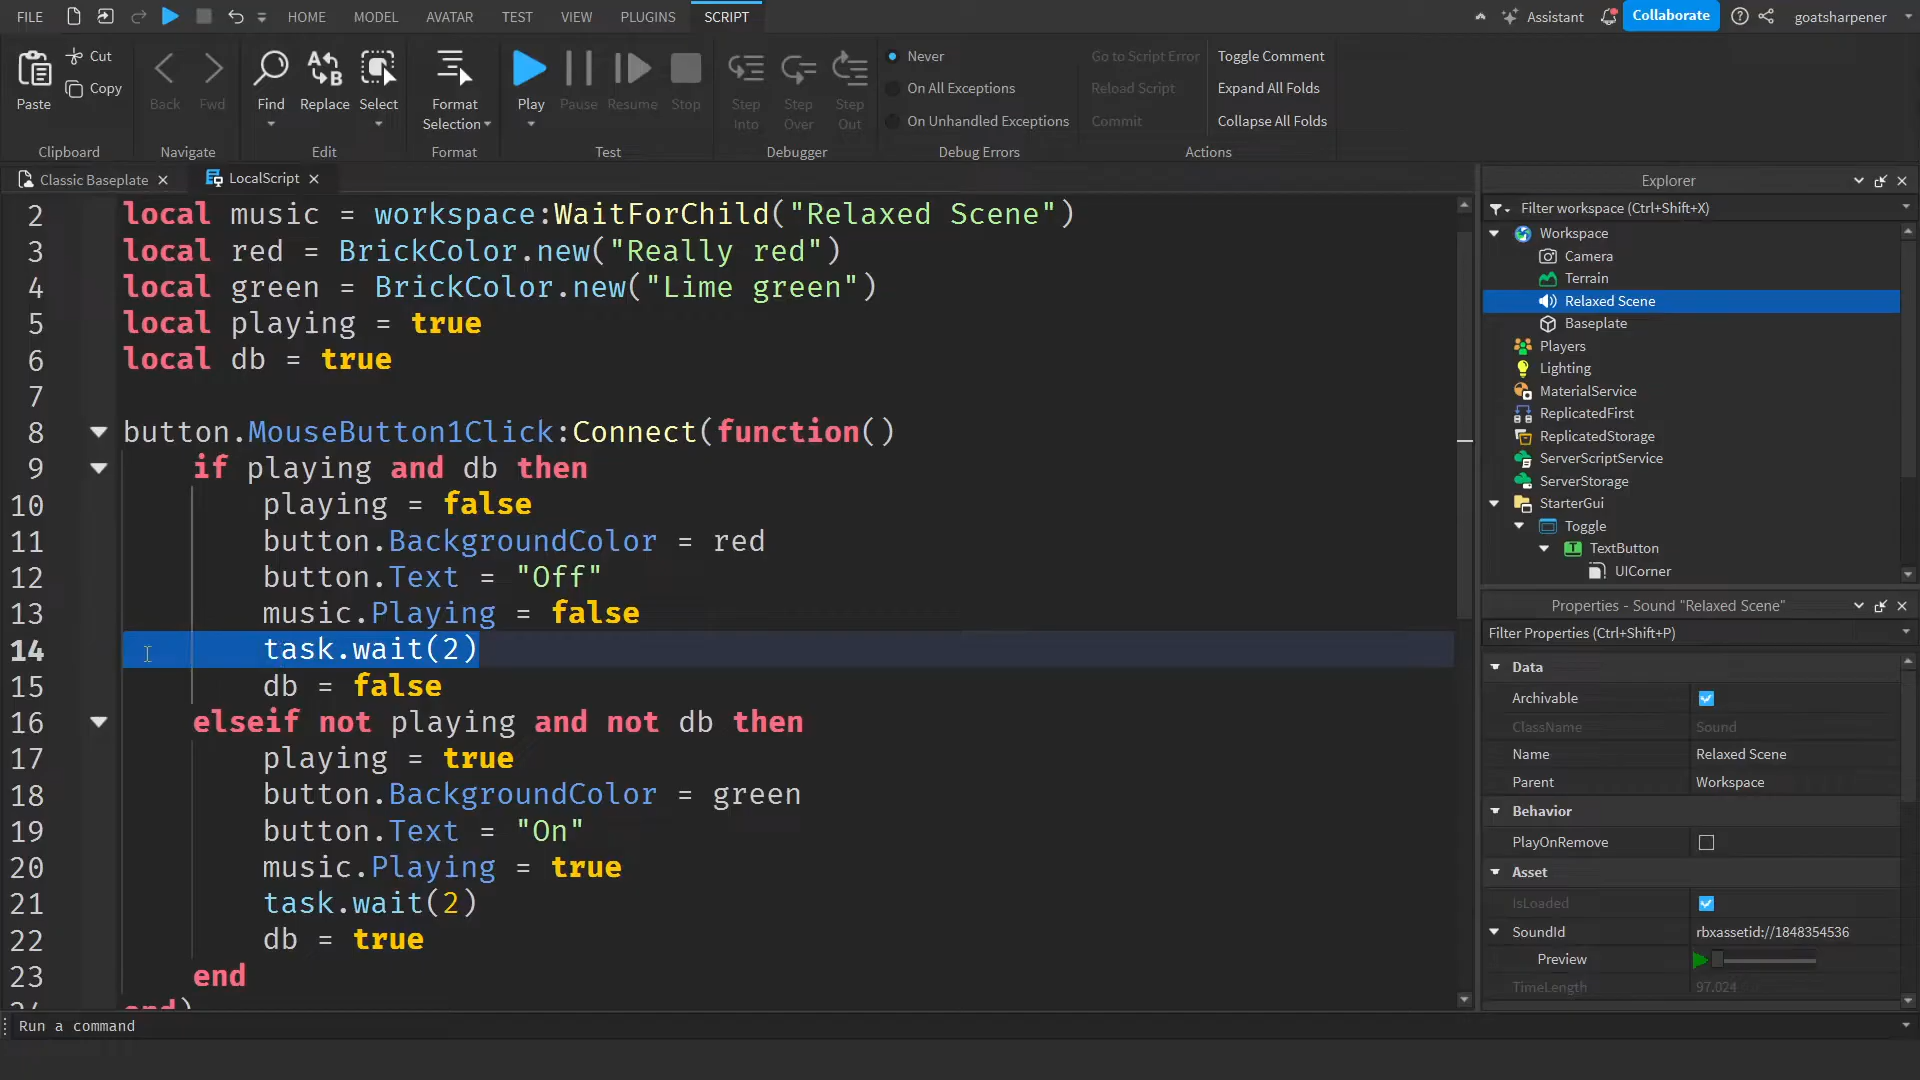 FILE HOME MODEL AVATAR TEST VIEW PLUGINS SCRIPT Assistant Collaborate goatsharpener
Paste Cut Copy Clipboard
Back Fwd Navigate
Find Replace Select Edit
Format Selection Format
Play Pause Resume Stop Test
Step Into Step Over Step Out Debugger
Never
On All Exceptions
On Unhandled Exceptions
Debug Errors
Go to Script Error
Reload Script
Commit
Toggle Comment
Expand All Folds
Collapse All Folds
Actions
Classic Baseplate LocalScript
2 local music = workspace:WaitForChild("Relaxed Scene")
3 local red = BrickColor.new("Really red")
4 local green = BrickColor.new("Lime green")
5 local playing = true
6 local db = true
7
8 button.MouseButton1Click:Connect(function()
9 if playing and db then
10 playing = false
11 button.BackgroundColor = red
12 button.Text = "Off"
13 music.Playing = false
14 task.wait(2)
15 db = false
16 elseif not playing and not db then
17 playing = true
18 button.BackgroundColor = green
19 button.Text = "On"
20 music.Playing = true
21 task.wait(2)
22 db = true
23 end
24 end)
Run a command
Explorer
Filter workspace (Ctrl+Shift+X)
Workspace
Camera
Terrain
Relaxed Scene
Baseplate
Players
Lighting
MaterialService
ReplicatedFirst
ReplicatedStorage
ServerScriptService
ServerStorage
StarterGui
Toggle
TextButton
UICorner
Properties - Sound "Relaxed Scene"
Filter Properties (Ctrl+Shift+P)
Data
Archivable
ClassName Sound
Name Relaxed Scene
Parent Workspace
Behavior
PlayOnRemove
Asset
IsLoaded
SoundId rbxassetid://1848354536
Preview
TimeLength 97.024